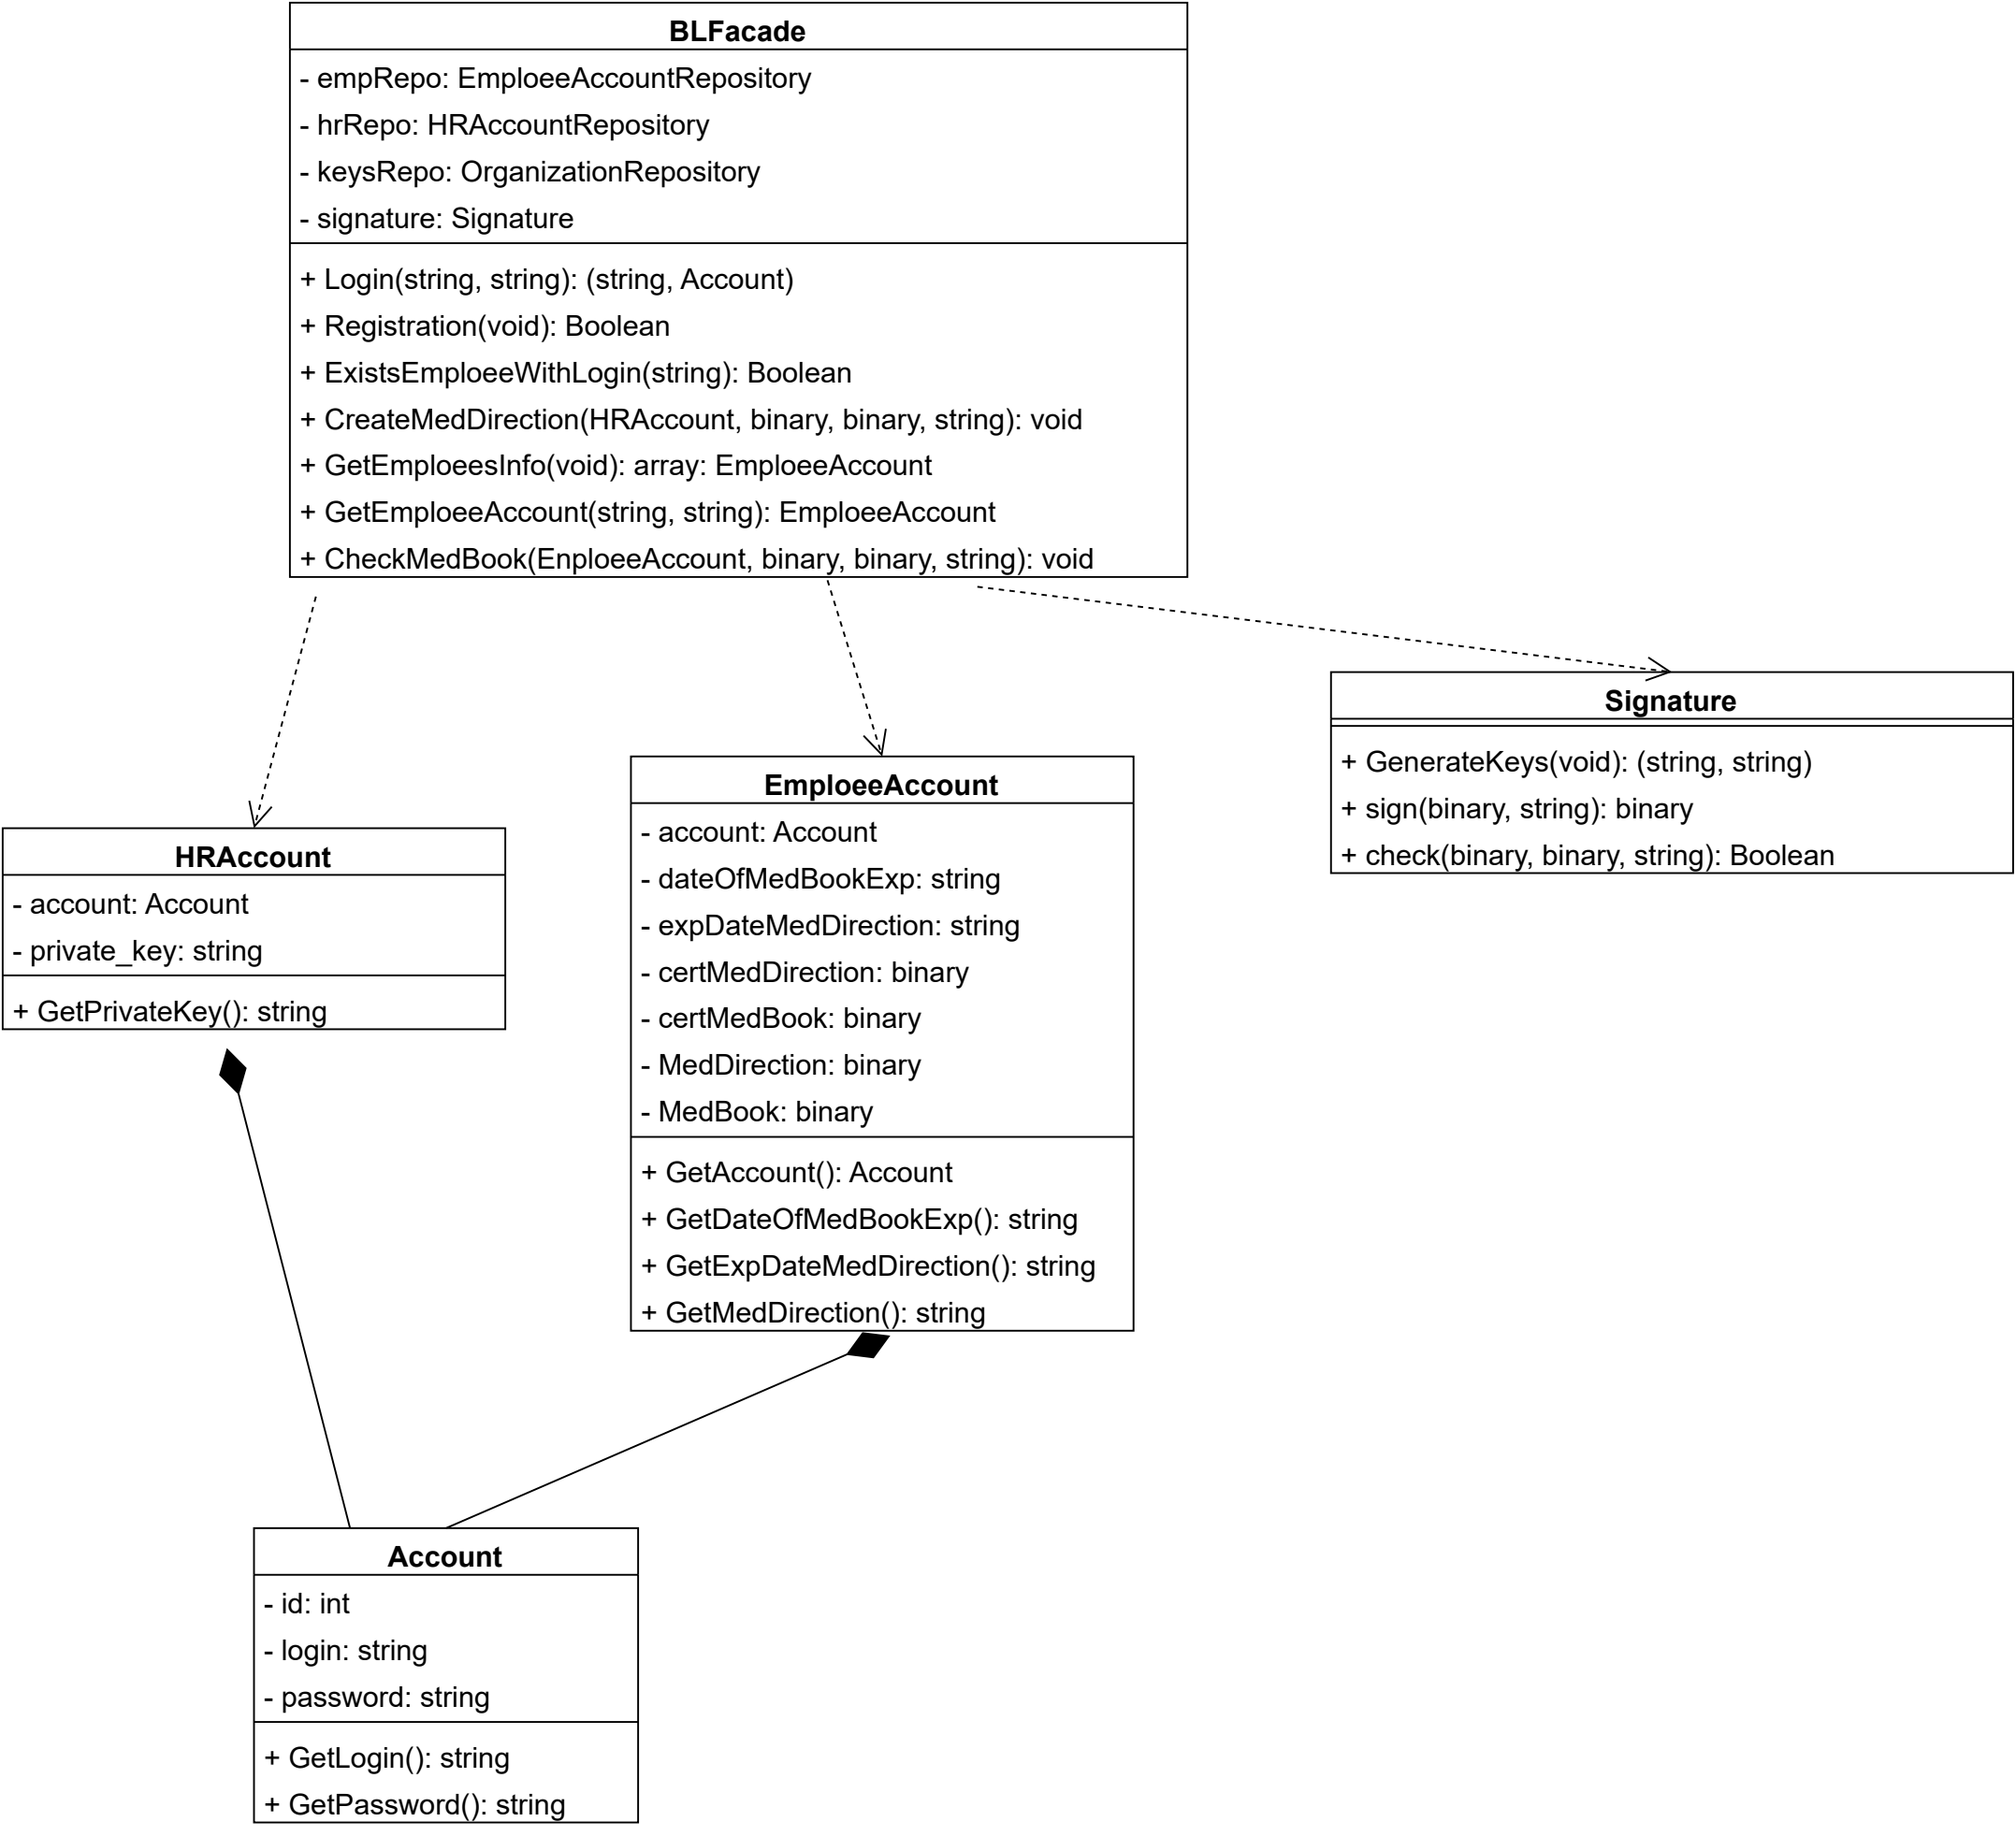 BLFacade
- empRepo: EmploeeAccountRepository
- hrRepo: HRAccountRepository
- keysRepo: OrganizationRepository
- signature: Signature
+ Login(string, string): (string, Account)
+ Registration(void): Boolean
+ ExistsEmploeeWithLogin(string): Boolean
+ CreateMedDirection(HRAccount, binary, binary, string): void
+ GetEmploeesInfo(void): array: EmploeeAccount
+ GetEmploeeAccount(string, string): EmploeeAccount
+ CheckMedBook(EnploeeAccount, binary, binary, string): void
Signature
+ GenerateKeys(void): (string, string)
+ sign(binary, string): binary
+ check(binary, binary, string): Boolean
EmploeeAccount
- account: Account
- dateOfMedBookExp: string
- expDateMedDirection: string
- certMedDirection: binary
- certMedBook: binary
- MedDirection: binary
- MedBook: binary
+ GetAccount(): Account
+ GetDateOfMedBookExp(): string
+ GetExpDateMedDirection(): string
+ GetMedDirection(): string
HRAccount
- account: Account
- private_key: string
+ GetPrivateKey(): string
Account
- id: int
- login: string
- password: string
+ GetLogin(): string
+ GetPassword(): string